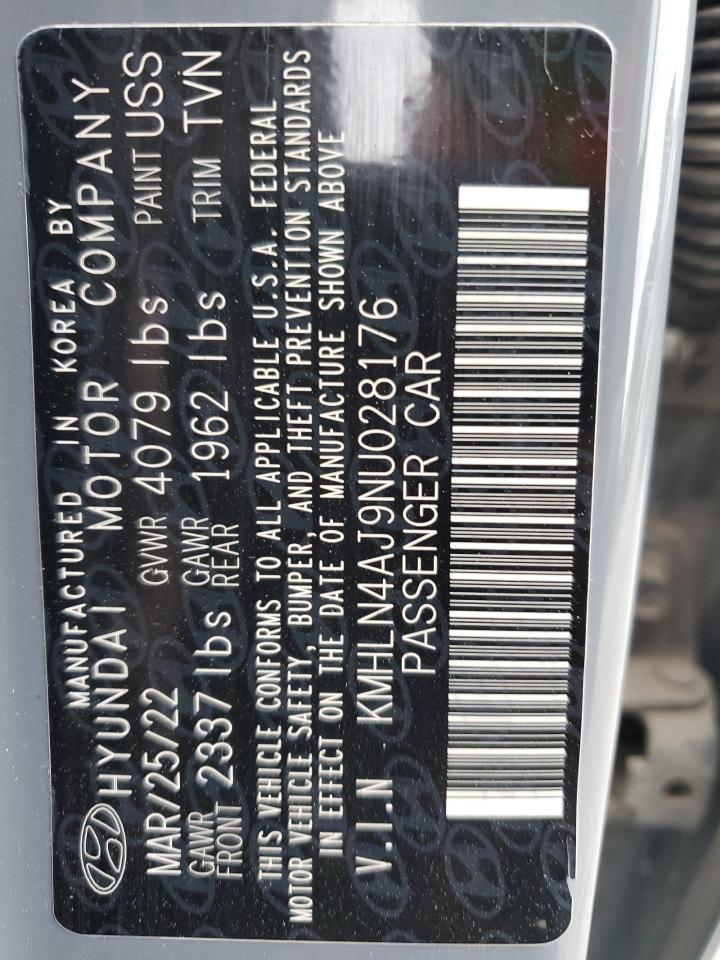 MANUFACTURED IN KOREA BY
HYUNDAI MOTOR COMPANY
MAR/25/22 GVWR 4079 lbs PAINT USS
GAWR FRONT 2337 lbs GAWR REAR 1962 lbs TRIM TVN
THIS VEHICLE CONFORMS TO ALL APPLICABLE U.S.A. FEDERAL
MOTOR VEHICLE SAFETY, BUMPER, AND THEFT PREVENTION STANDARDS
IN EFFECT ON THE DATE OF MANUFACTURE SHOWN ABOVE
V.I.N KMHLN4AJ9NU028176
PASSENGER CAR